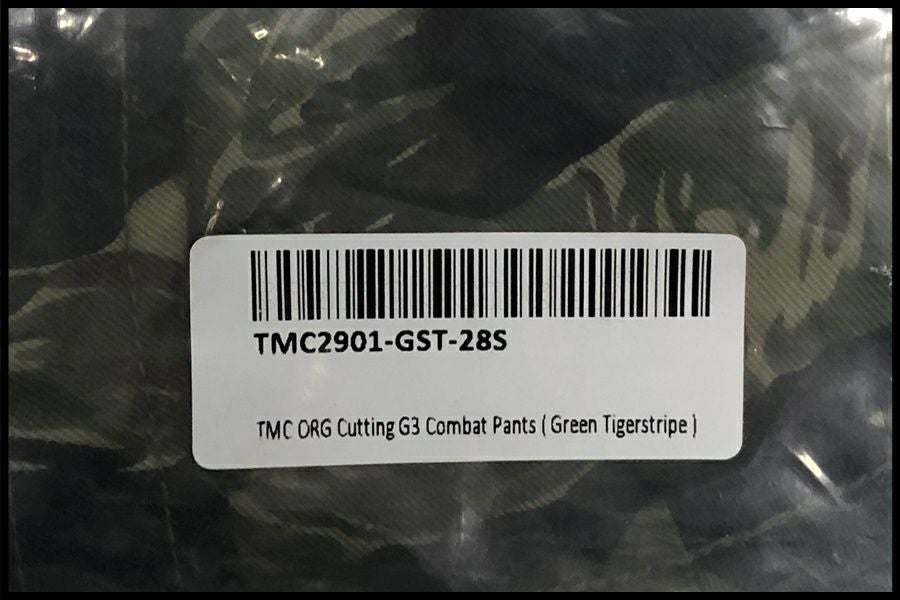 TMC2901-GST-28S
TMC ORG Cutting G3 Combat Pants ( Green Tigerstripe )